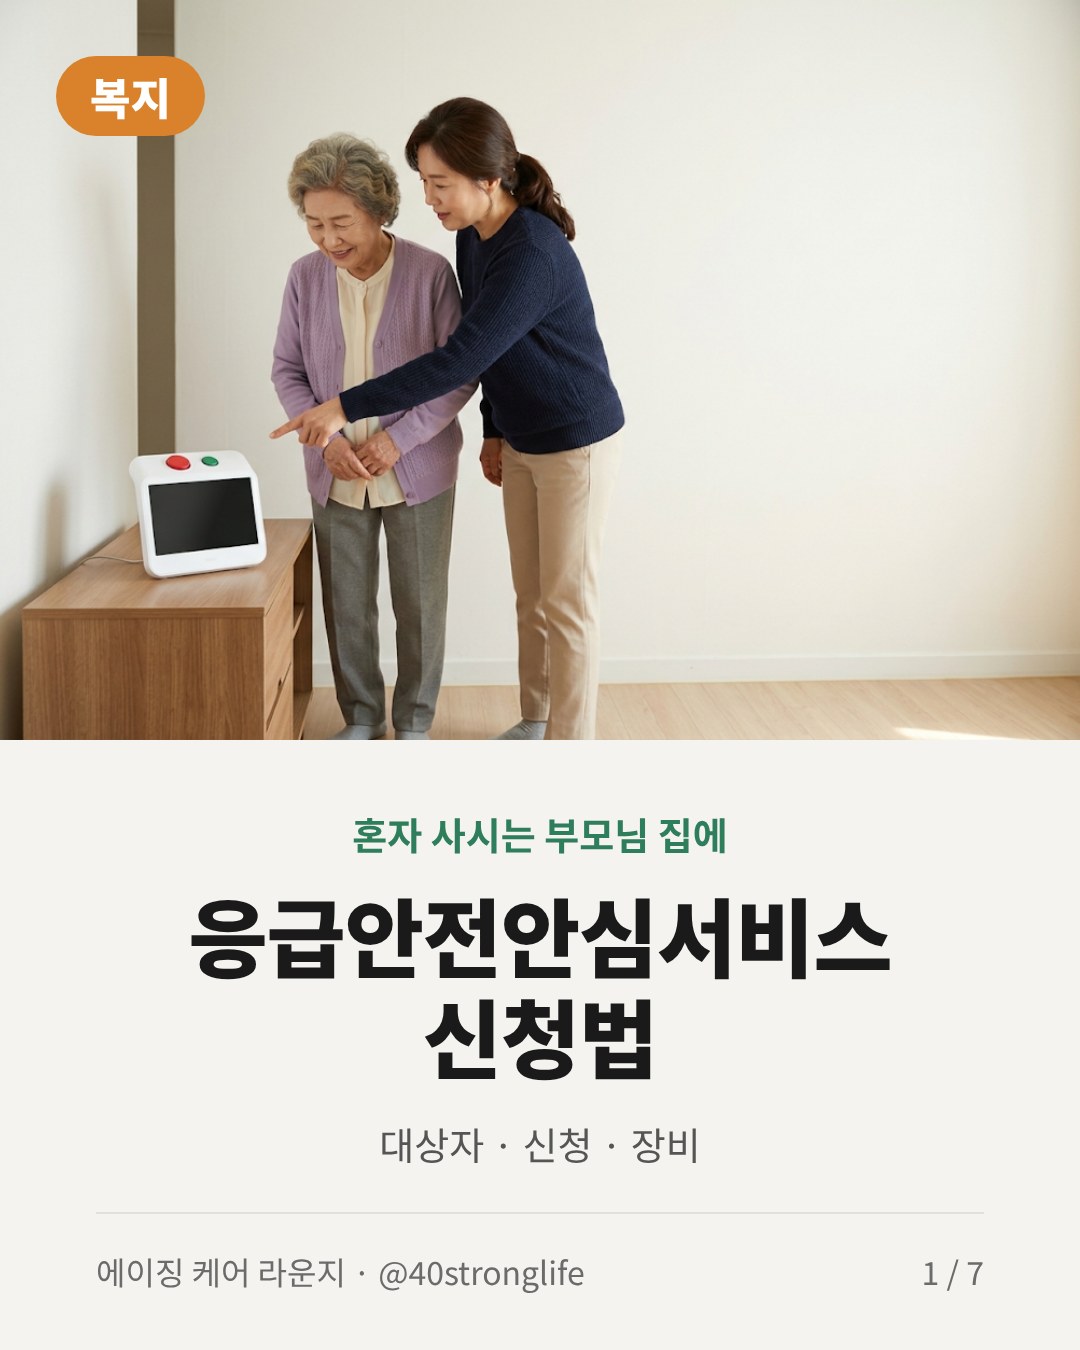 복지
혼자 사시는 부모님 집에
응급안전안심서비스
신청법
대상자 · 신청 · 장비
에이징 케어 라운지 · @40stronglife
1 / 7